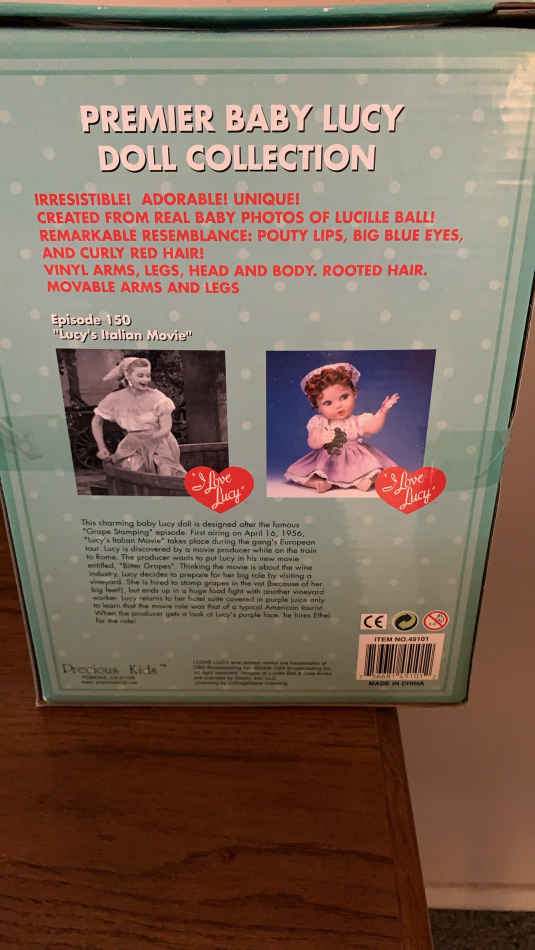 PREMIER BABY LUCY
DOLL COLLECTION
IRRESISTIBLE! ADORABLE! UNIQUE!
CREATED FROM REAL BABY PHOTOS OF LUCILLE BALL!
REMARKABLE RESEMBLANCE: POUTY LIPS, BIG BLUE EYES,
AND CURLY RED HAIR!
VINYL ARMS, LEGS, HEAD AND BODY. ROOTED HAIR.
MOVABLE ARMS AND LEGS
Episode 150
"Lucy's Italian Movie"
I Love
Lucy
I Love
Lucy
This charming baby Lucy doll is designed after the famous
"Grape Stomping" episode. First airing on April 16, 1956,
"Lucy's Italian Movie" takes place during the gang's European
tour. Lucy is discovered by a movie producer while on the train
to Rome. The producer wants to put Lucy in his new movie
entitled, "Bitter Grapes". Thinking the movie is about the wine
industry, Lucy decides to prepare for her big role by visiting a
vineyard. She is hired to stomp grapes in the vat (because of her
big feet!), but ends up in a huge food fight with another vineyard
worker. Lucy returns to her hotel suite covered in purple juice only
to learn that the movie role was that of a typical American tourist.
When the producer gets a look at Lucy's purple face, he hires Ethel
for the role!
CE
ITEM NO.49101
MADE IN CHINA
Precious Kids™